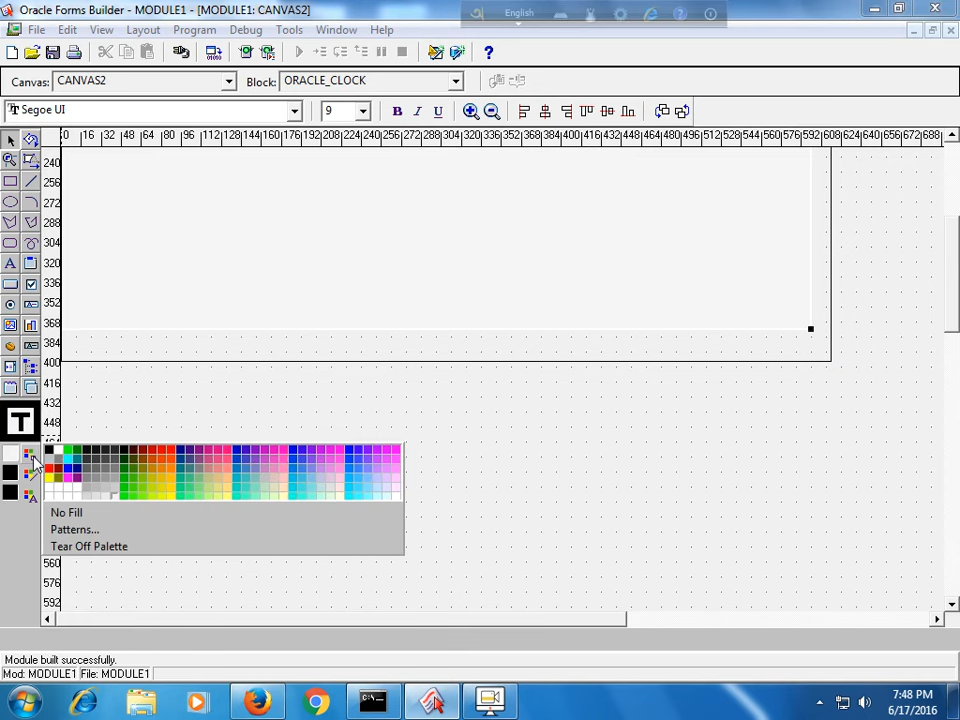 Oracle Forms Builder - MODULE1 - [MODULE1: CANVAS2]
English
File Edit View Layout Program Debug Tools Window Help
Canvas: CANVAS2 Block: ORACLE_CLOCK
Segoe UI 9 B I U
0 16 32 48 64 80 96 112 128 144 160 176 192 208 224 240 256 272 288 304 320 336 352 368 384 400 416 432 448 464 480 496 512 528 544 560 576 592 608 624 640 656 672 688
240
256
272
288
304
320
336
352
368
384
400
416
432
448
464
T
No Fill
Patterns...
Tear Off Palette
560
576
592
Module built successfully.
Mod: MODULE1 File: MODULE1
7:48 PM
6/17/2016